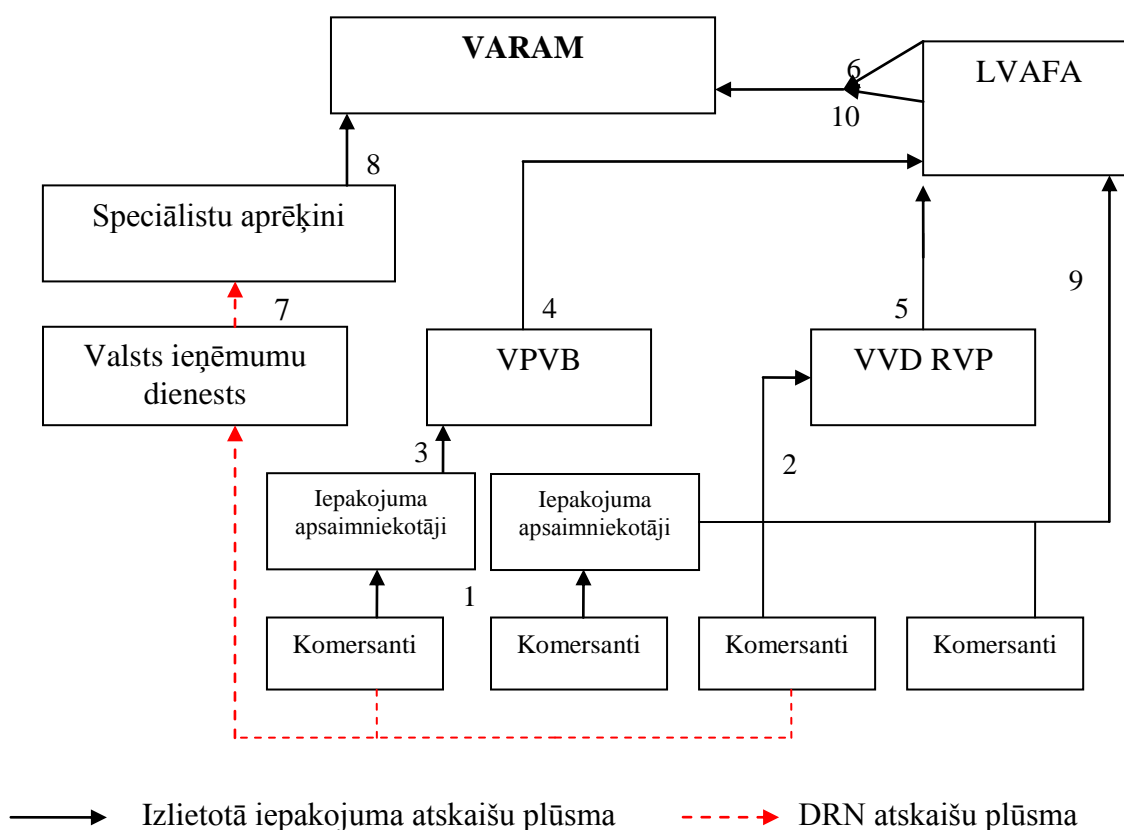 VARAM
LVAFA
6
10
8
Speciālistu aprēķini
9
7
4
5
Valsts ieņēmumu
dienests
VPVB
VVD RVP
3
2
Iepakojuma
apsaimniekotāji
Iepakojuma
apsaimniekotāji
1
Komersanti
Komersanti
Komersanti
Komersanti
Izlietotā iepakojuma atskaišu plūsma
DRN atskaišu plūsma